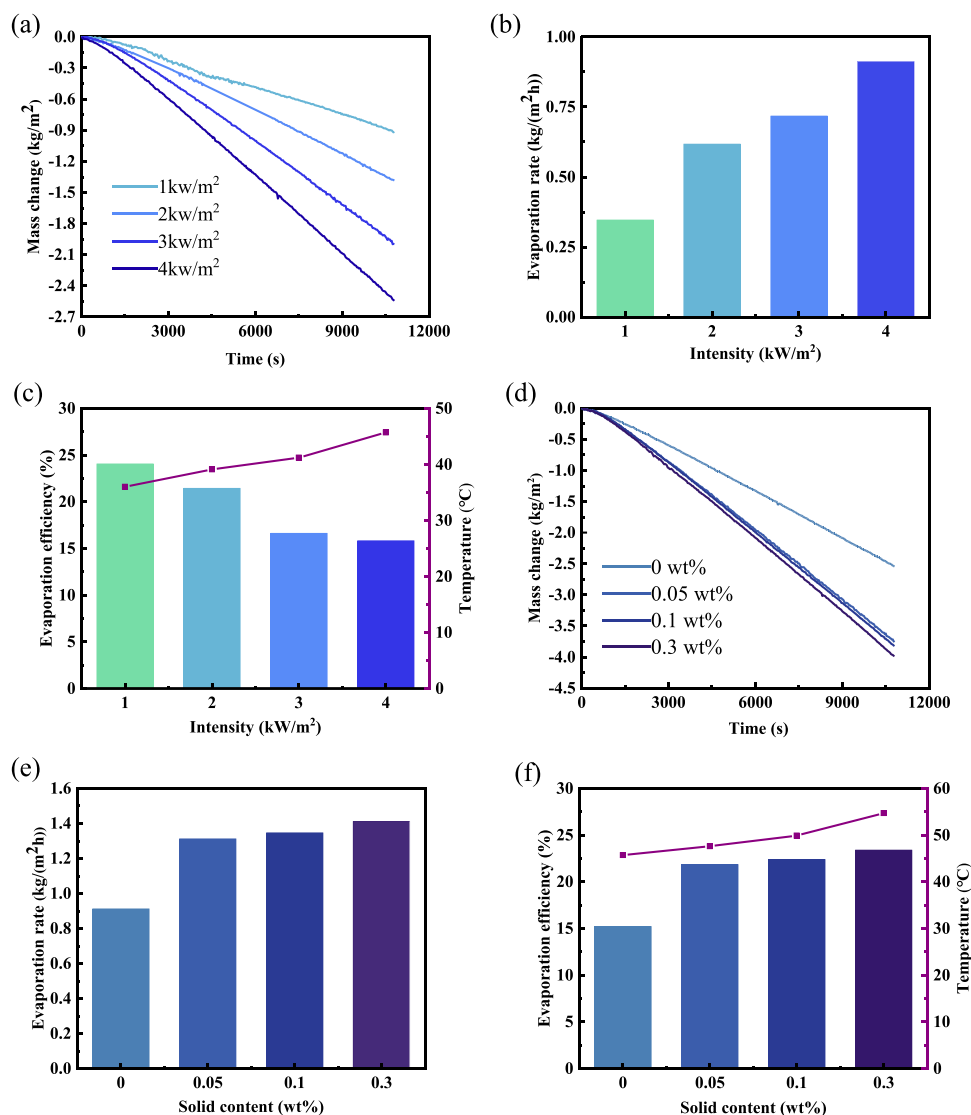 (a)
0.0
-0.3
-0.6
-0.9
-1.2
-1.5
-1.8
-2.1
-2.4
-2.7
Mass change (kg/m²)
1kw/m²
2kw/m²
3kw/m²
4kw/m²
0 3000 6000 9000 12000
Time (s)
(b)
1.00
0.75
0.50
0.25
0.00
Evaporation rate (kg/(m²h))
1 2 3 4
Intensity (kW/m²)
(c)
30
25
20
15
10
5
0
Evaporation efficiency (%)
50
40
30
20
10
0
Temperature (°C)
1 2 3 4
Intensity (kW/m²)
(d)
0.0
-0.5
-1.0
-1.5
-2.0
-2.5
-3.0
-3.5
-4.0
-4.5
Mass change (kg/m²)
0 wt%
0.05 wt%
0.1 wt%
0.3 wt%
0 3000 6000 9000 12000
Time (s)
(e)
1.6
1.4
1.2
1.0
0.8
0.6
0.4
0.2
0.0
Evaporation rate (kg/(m²h))
0 0.05 0.1 0.3
Solid content (wt%)
(f)
30
25
20
15
10
5
0
Evaporation efficiency (%)
60
50
40
30
20
10
0
Temperature (°C)
0 0.05 0.1 0.3
Solid content (wt%)